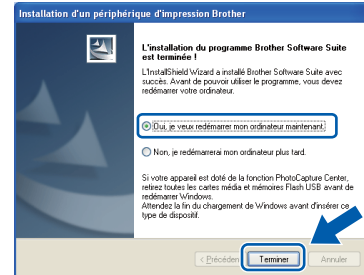 Installation d'un périphérique d'impression Brother
L'installation du programme Brother Software Suite
est terminée !
L'InstallShield Wizard a installé Brother Software Suite avec
succès. Avant de pouvoir utiliser le programme, vous devez
redémarrer votre ordinateur.
Oui, je veux redémarrer mon ordinateur maintenant.
Non, je redémarrerai mon ordinateur plus tard.
Si votre appareil est doté de la fonction PhotoCapture Center,
retirez toutes les cartes média et mémoires Flash USB avant de
redémarrer Windows.
Attendez la fin du chargement de Windows avant d'insérer ce
type de dispositif.
< Précéden Terminer Annuler